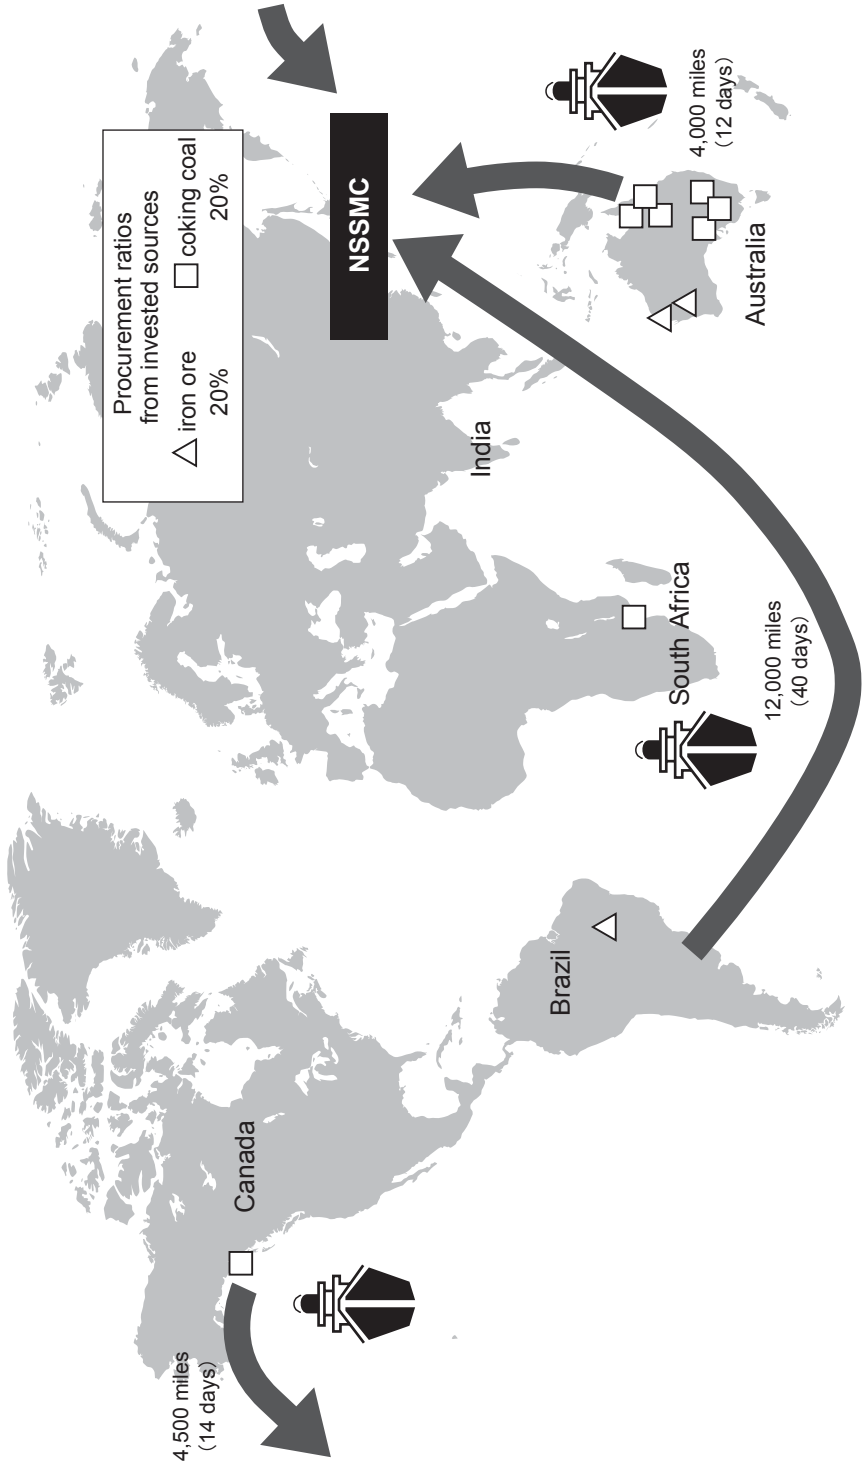 Procurement ratios
from invested sources
iron ore
coking coal
20%
20%
NSSMC
4,500 miles
(14 days)
Canada
Brazil
12,000 miles
(40 days)
South Africa
India
Australia
4,000 miles
(12 days)